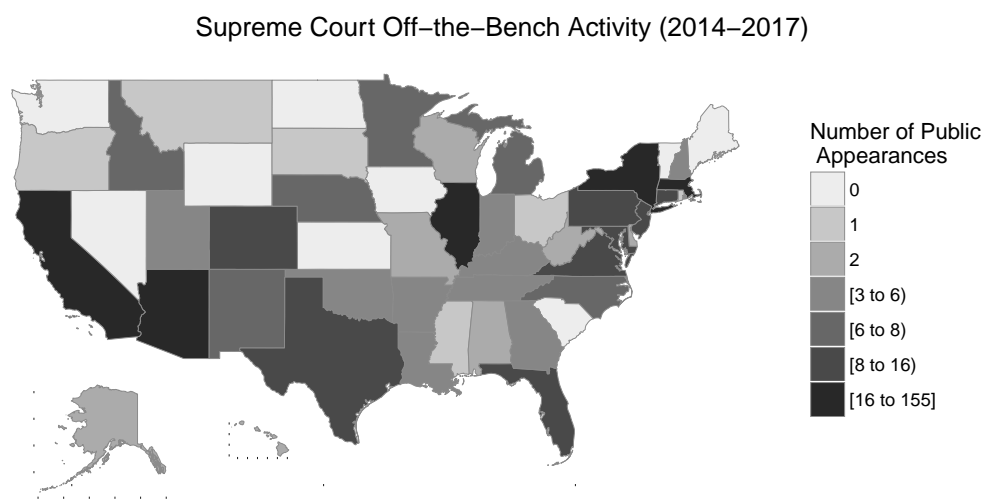 Supreme Court Off−the−Bench Activity (2014−2017)
Number of Public
Appearances
0
1
2
[3 to 6)
[6 to 8)
[8 to 16)
[16 to 155]